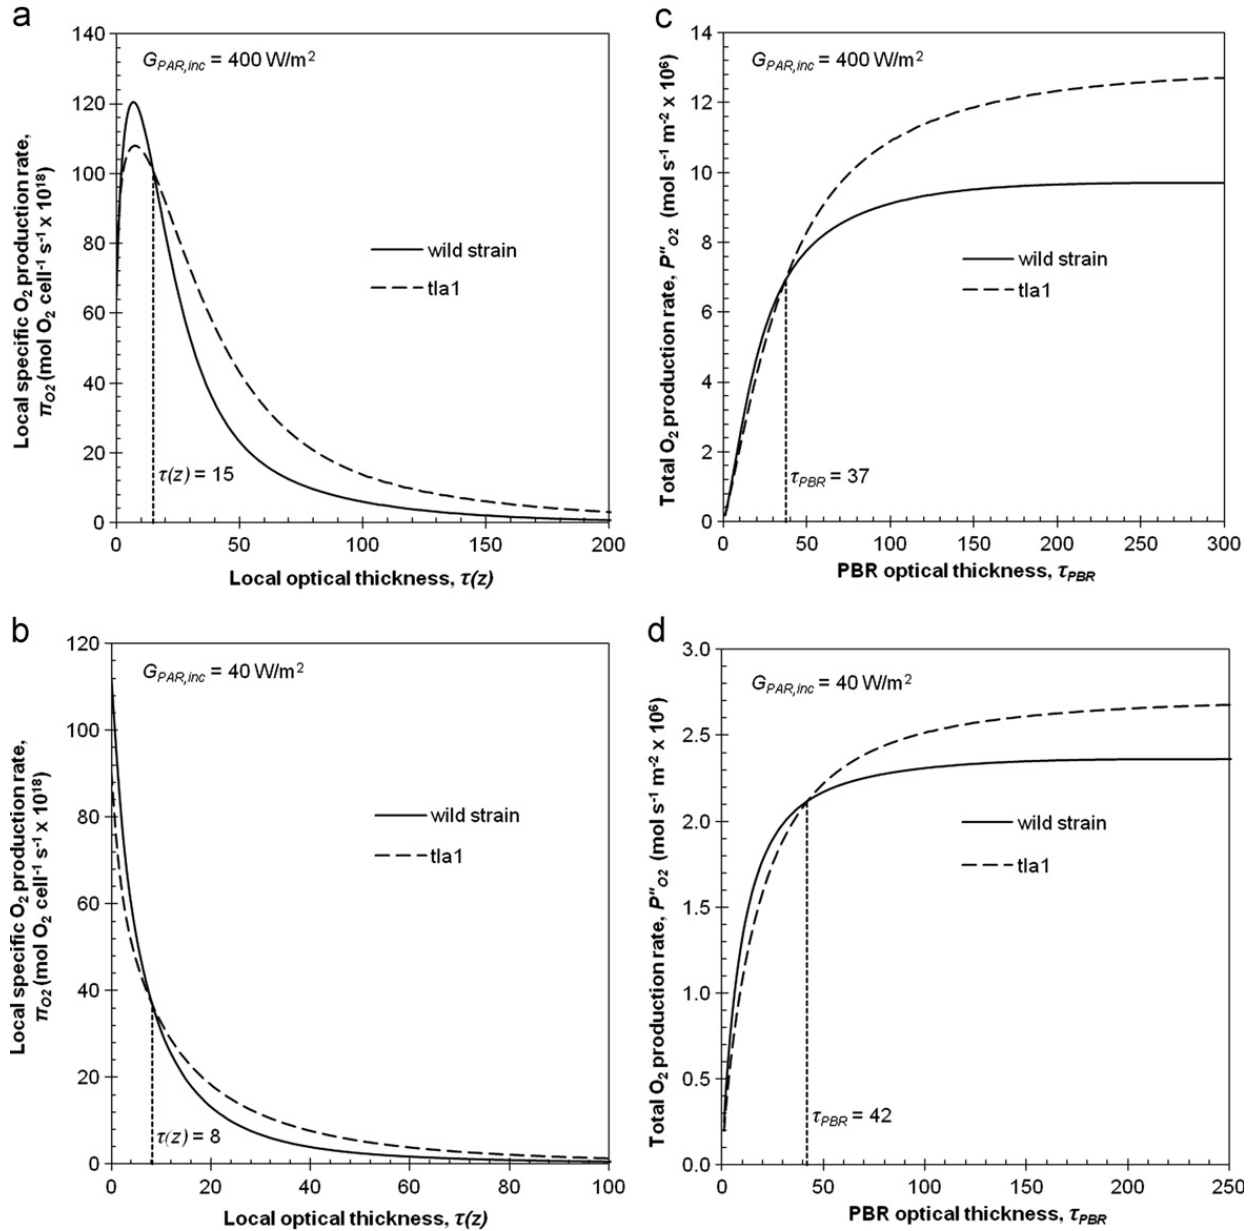 a
Local specific O₂ production rate,
π_O2 (mol O₂ cell⁻¹ s⁻¹ x 10¹⁸)
140
120
100
80
60
40
20
0
G_PAR,inc = 400 W/m²
wild strain
tla1
τ(z) = 15
0 50 100 150 200
Local optical thickness, τ(z)
c
Total O₂ production rate, P"_O2 (mol s⁻¹ m⁻² x 10⁶)
14
12
10
8
6
4
2
0
G_PAR,inc = 400 W/m²
wild strain
tla1
τ_PBR = 37
0 50 100 150 200 250 300
PBR optical thickness, τ_PBR
b
Local specific O₂ production rate,
π_O2 (mol O₂ cell⁻¹ s⁻¹ x 10¹⁸)
120
100
80
60
40
20
0
G_PAR,inc = 40 W/m²
wild strain
tla1
τ(z) = 8
0 20 40 60 80 100
Local optical thickness, τ(z)
d
Total O₂ production rate, P"_O2 (mol s⁻¹ m⁻² x 10⁶)
3.0
2.5
2.0
1.5
1.0
0.5
0.0
G_PAR,inc = 40 W/m²
wild strain
tla1
τ_PBR = 42
0 50 100 150 200 250
PBR optical thickness, τ_PBR